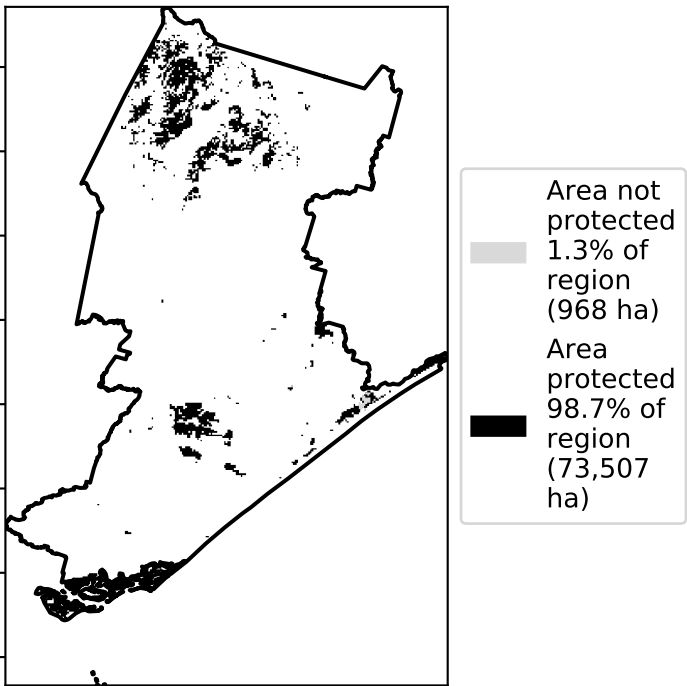 Area not
protected
1.3% of
region
(968 ha)
Area
protected
98.7% of
region
(73,507
ha)